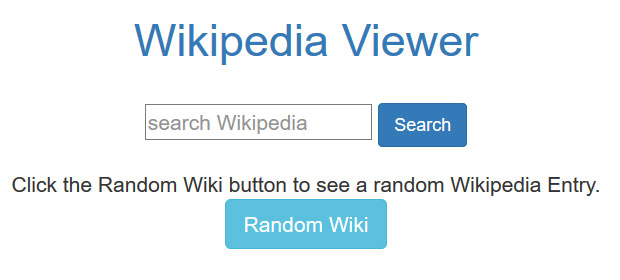 Wikipedia Viewer
search Wikipedia Search
Click the Random Wiki button to see a random Wikipedia Entry.
Random Wiki